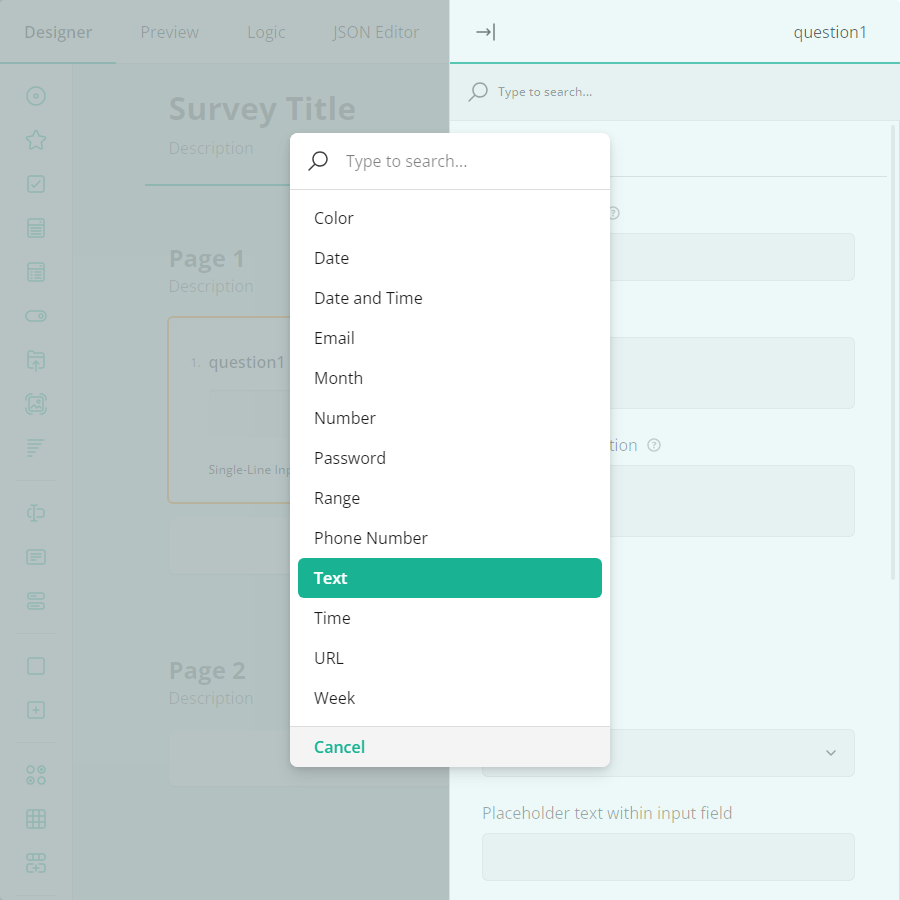 Designer Preview Logic JSON Editor question1
Type to search...
Survey Title
Description
Type to search...
Color
Date
Page 1
Description
Date and Time
Email
1. question1
Month
Number
tion
Password
Single-Line Inp
Range
Phone Number
Text
Time
URL
Page 2
Description
Week
Cancel
Placeholder text within input field